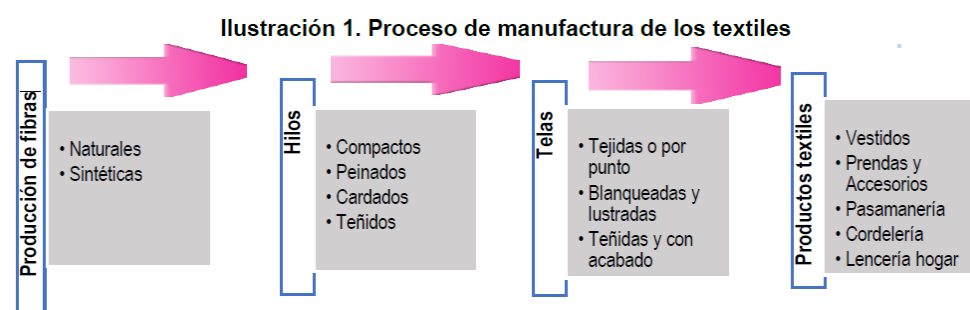 Ilustración 1. Proceso de manufactura de los textiles
Producción de fibras
• Naturales
• Sintéticas
Hilos
• Compactos
• Peinados
• Cardados
• Teñidos
Telas
• Tejidas o por
punto
• Blanqueadas y
lustradas
• Teñidas y con
acabado
Productos textiles
• Vestidos
• Prendas y
Accesorios
• Pasamanería
• Cordelería
• Lencería hogar